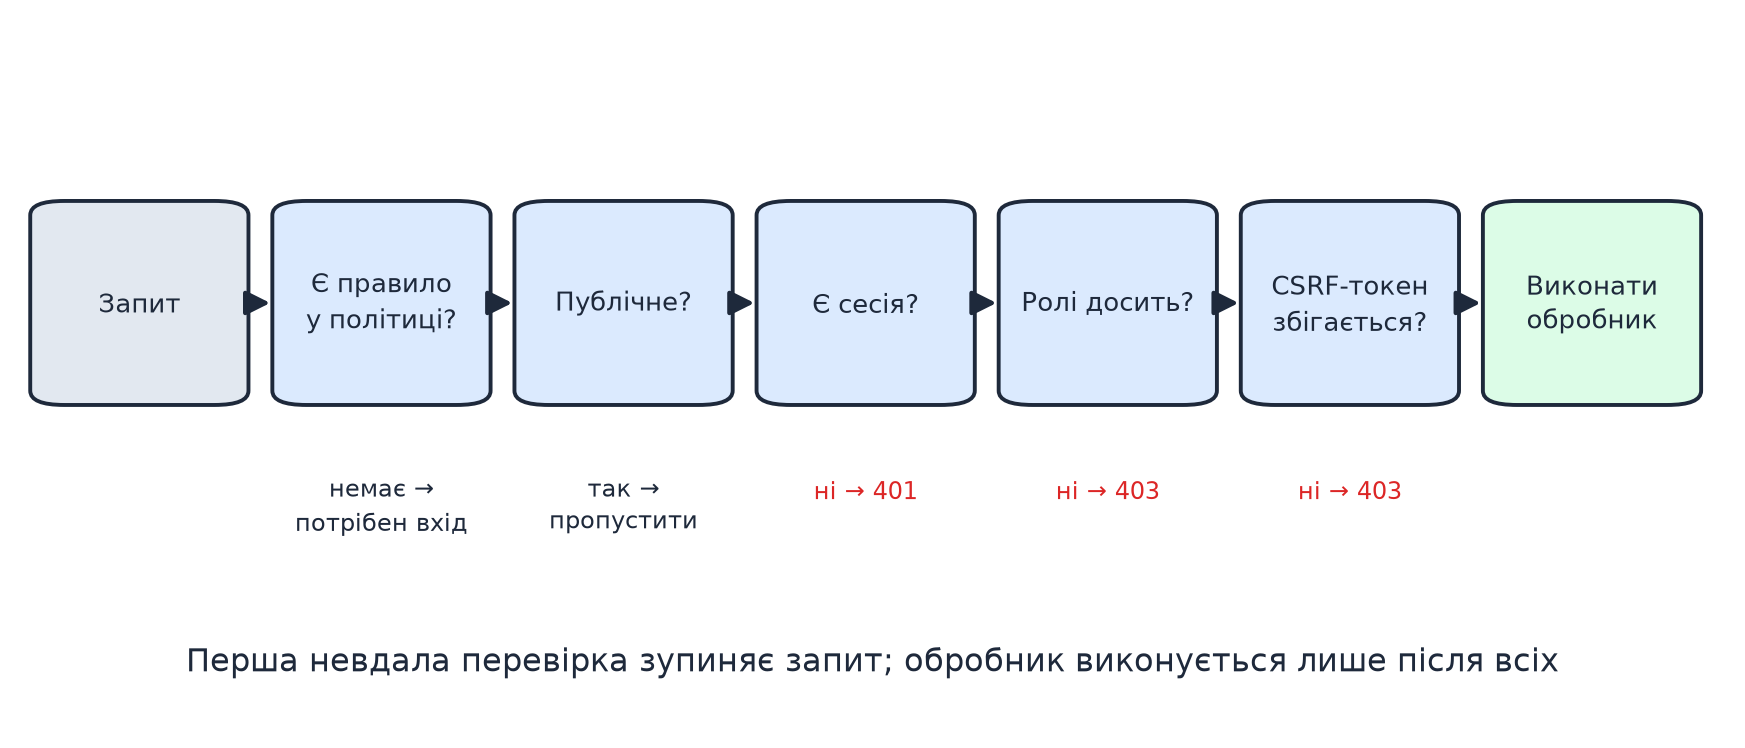 Запит
Є правило
у політиці?
Публічне?
Є сесія?
Ролі досить?
CSRF-токен
збігається?
Виконати
обробник
немає →
потрібен вхід
так →
пропустити
ні → 401
ні → 403
ні → 403
Перша невдала перевірка зупиняє запит; обробник виконується лише після всіх